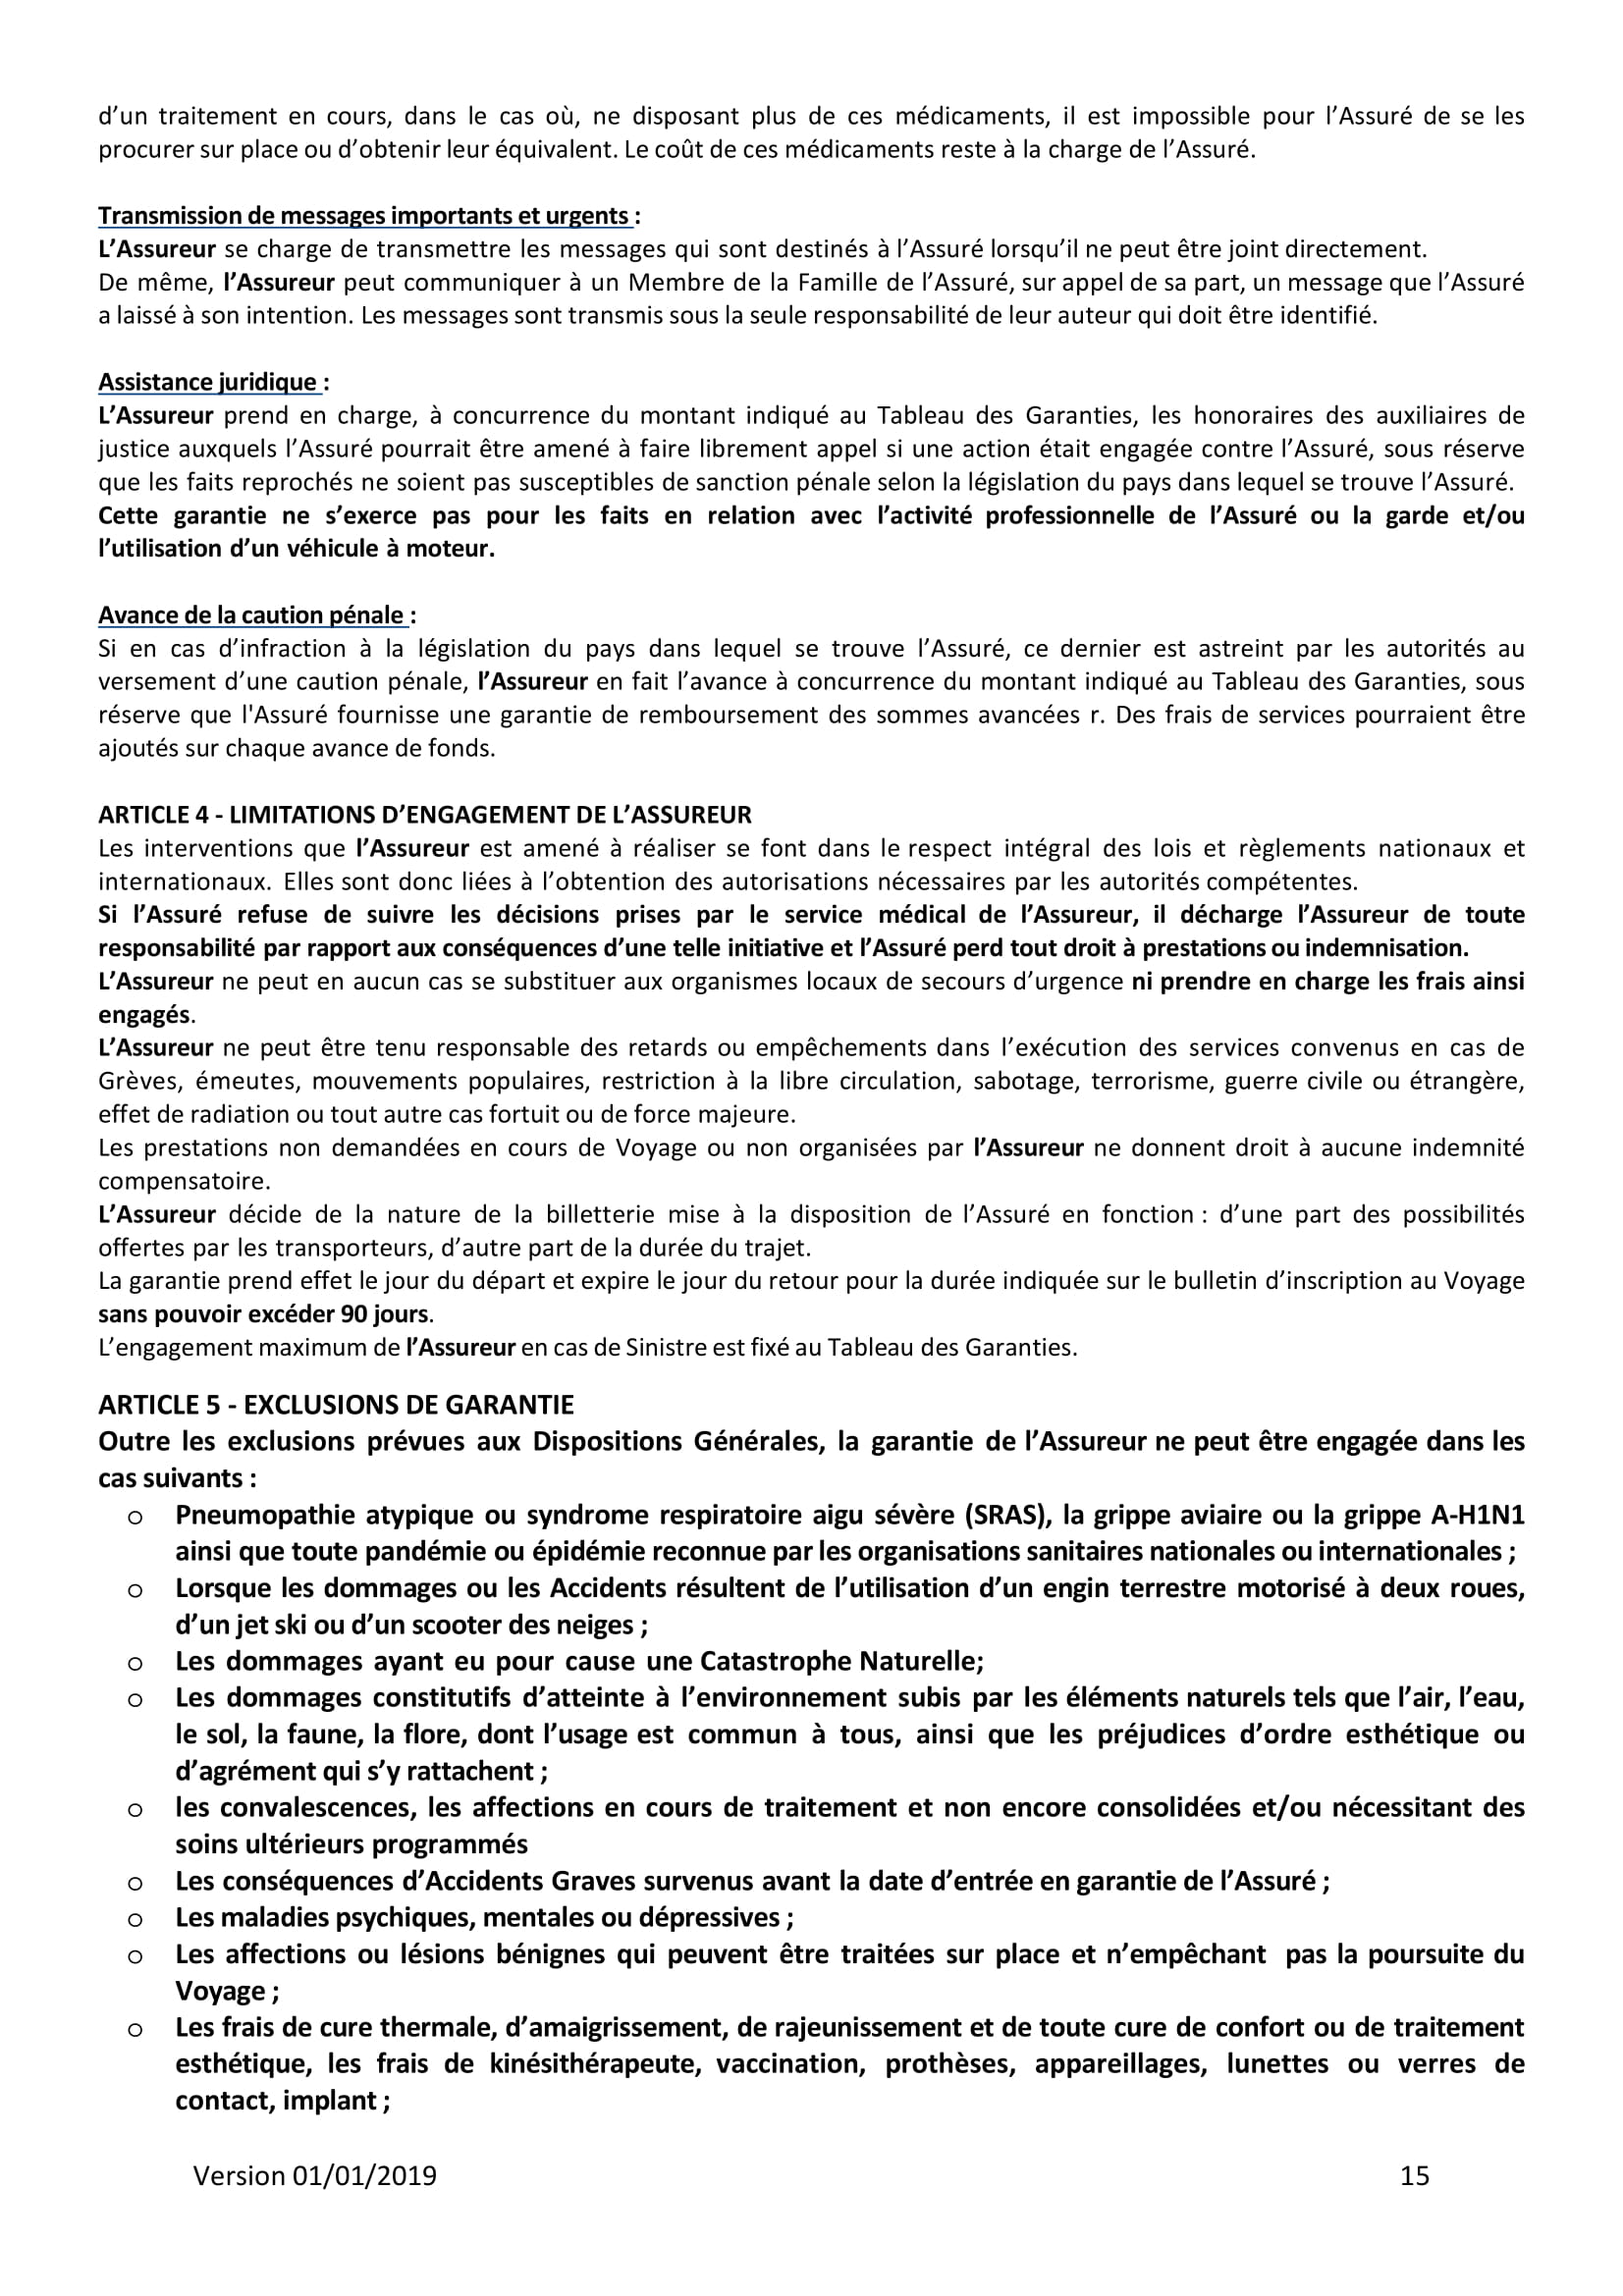 d’un traitement en cours, dans le cas où, ne disposant plus de ces médicaments, il est impossible pour l’Assuré de se les
procurer sur place ou d’obtenir leur équivalent. Le coût de ces médicaments reste à la charge de l’Assuré.
Transmission de messages importants et urgents :
L’Assureur se charge de transmettre les messages qui sont destinés à l’Assuré lorsqu’il ne peut être joint directement.
De même, l’Assureur peut communiquer à un Membre de la Famille de l’Assuré, sur appel de sa part, un message que l’Assuré
a laissé à son intention. Les messages sont transmis sous la seule responsabilité de leur auteur qui doit être identifié.
Assistance juridique :
L’Assureur prend en charge, à concurrence du montant indiqué au Tableau des Garanties, les honoraires des auxiliaires de
justice auxquels l’Assuré pourrait être amené à faire librement appel si une action était engagée contre l’Assuré, sous réserve
que les faits reprochés ne soient pas susceptibles de sanction pénale selon la législation du pays dans lequel se trouve l’Assuré.
Cette garantie ne s’exerce pas pour les faits en relation avec l’activité professionnelle de l’Assuré ou la garde et/ou
l’utilisation d’un véhicule à moteur.
Avance de la caution pénale :
Si en cas d’infraction à la législation du pays dans lequel se trouve l’Assuré, ce dernier est astreint par les autorités au
versement d’une caution pénale, l’Assureur en fait l’avance à concurrence du montant indiqué au Tableau des Garanties, sous
réserve que l'Assuré fournisse une garantie de remboursement des sommes avancées r. Des frais de services pourraient être
ajoutés sur chaque avance de fonds.
ARTICLE 4 - LIMITATIONS D’ENGAGEMENT DE L’ASSUREUR
Les interventions que l’Assureur est amené à réaliser se font dans le respect intégral des lois et règlements nationaux et
internationaux. Elles sont donc liées à l’obtention des autorisations nécessaires par les autorités compétentes.
Si l’Assuré refuse de suivre les décisions prises par le service médical de l’Assureur, il décharge l’Assureur de toute
responsabilité par rapport aux conséquences d’une telle initiative et l’Assuré perd tout droit à prestations ou indemnisation.
L’Assureur ne peut en aucun cas se substituer aux organismes locaux de secours d’urgence ni prendre en charge les frais ainsi
engagés.
L’Assureur ne peut être tenu responsable des retards ou empêchements dans l’exécution des services convenus en cas de
Grèves, émeutes, mouvements populaires, restriction à la libre circulation, sabotage, terrorisme, guerre civile ou étrangère,
effet de radiation ou tout autre cas fortuit ou de force majeure.
Les prestations non demandées en cours de Voyage ou non organisées par l’Assureur ne donnent droit à aucune indemnité
compensatoire.
L’Assureur décide de la nature de la billetterie mise à la disposition de l’Assuré en fonction : d’une part des possibilités
offertes par les transporteurs, d’autre part de la durée du trajet.
La garantie prend effet le jour du départ et expire le jour du retour pour la durée indiquée sur le bulletin d’inscription au Voyage
sans pouvoir excéder 90 jours.
L’engagement maximum de l’Assureur en cas de Sinistre est fixé au Tableau des Garanties.
ARTICLE 5 - EXCLUSIONS DE GARANTIE
Outre les exclusions prévues aux Dispositions Générales, la garantie de l’Assureur ne peut être engagée dans les
cas suivants :
o Pneumopathie atypique ou syndrome respiratoire aigu sévère (SRAS), la grippe aviaire ou la grippe A-H1N1
ainsi que toute pandémie ou épidémie reconnue par les organisations sanitaires nationales ou internationales ;
o Lorsque les dommages ou les Accidents résultent de l’utilisation d’un engin terrestre motorisé à deux roues,
d’un jet ski ou d’un scooter des neiges ;
o Les dommages ayant eu pour cause une Catastrophe Naturelle;
o Les dommages constitutifs d’atteinte à l’environnement subis par les éléments naturels tels que l’air, l’eau,
le sol, la faune, la flore, dont l’usage est commun à tous, ainsi que les préjudices d’ordre esthétique ou
d’agrément qui s’y rattachent ;
o les convalescences, les affections en cours de traitement et non encore consolidées et/ou nécessitant des
soins ultérieurs programmés
o Les conséquences d’Accidents Graves survenus avant la date d’entrée en garantie de l’Assuré ;
o Les maladies psychiques, mentales ou dépressives ;
o Les affections ou lésions bénignes qui peuvent être traitées sur place et n’empêchant pas la poursuite du
Voyage ;
o Les frais de cure thermale, d’amaigrissement, de rajeunissement et de toute cure de confort ou de traitement
esthétique, les frais de kinésithérapeute, vaccination, prothèses, appareillages, lunettes ou verres de
contact, implant ;
Version 01/01/2019 15